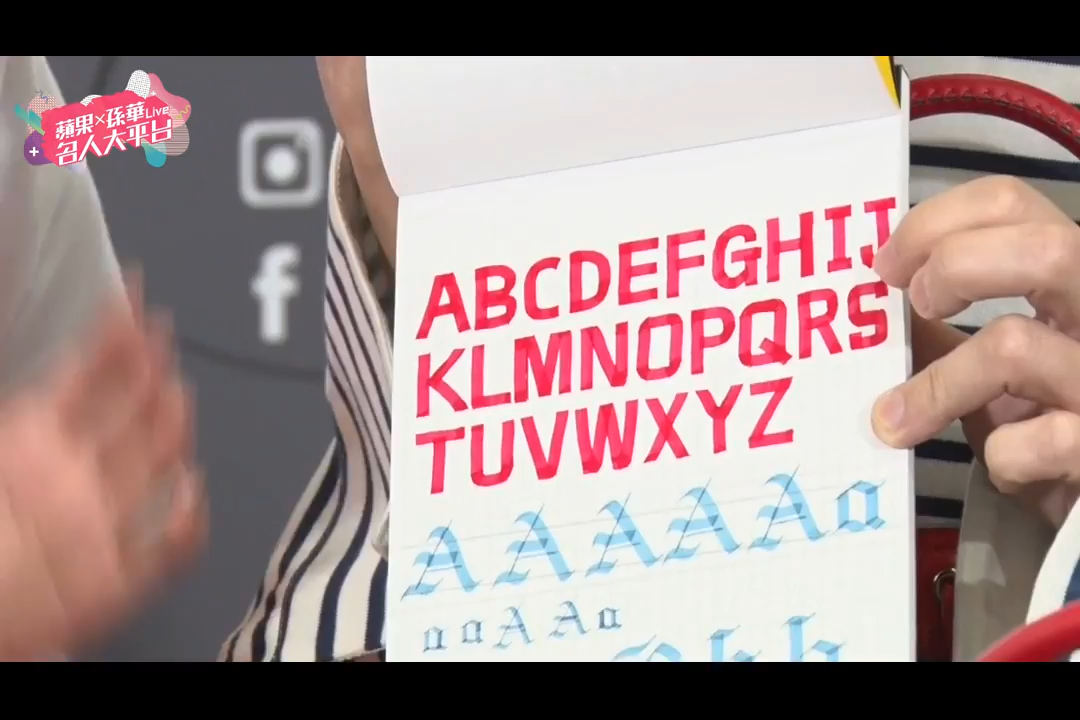 蘋果×孫華Live
名人大平台
f
ABCDEFGHIJ
KLMNOPQRS
TUVWXYZ
AAAAAa
aaAAa